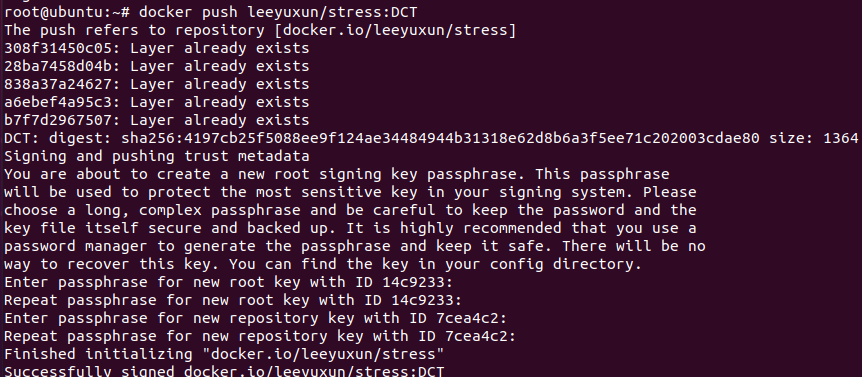 root@ubuntu:~# docker push leeyuxun/stress:DCT
The push refers to repository [docker.io/leeyuxun/stress]
308f31450c05: Layer already exists
28ba7458d04b: Layer already exists
838a37a24627: Layer already exists
a6ebef4a95c3: Layer already exists
b7f7d2967507: Layer already exists
DCT: digest: sha256:4197cb25f5088ee9f124ae34484944b31318e62d8b6a3f5ee71c202003cdae80 size: 1364
Signing and pushing trust metadata
You are about to create a new root signing key passphrase. This passphrase
will be used to protect the most sensitive key in your signing system. Please
choose a long, complex passphrase and be careful to keep the password and the
key file itself secure and backed up. It is highly recommended that you use a
password manager to generate the passphrase and keep it safe. There will be no
way to recover this key. You can find the key in your config directory.
Enter passphrase for new root key with ID 14c9233:
Repeat passphrase for new root key with ID 14c9233:
Enter passphrase for new repository key with ID 7cea4c2:
Repeat passphrase for new repository key with ID 7cea4c2:
Finished initializing "docker.io/leeyuxun/stress"
Successfully signed docker.io/leeyuxun/stress:DCT